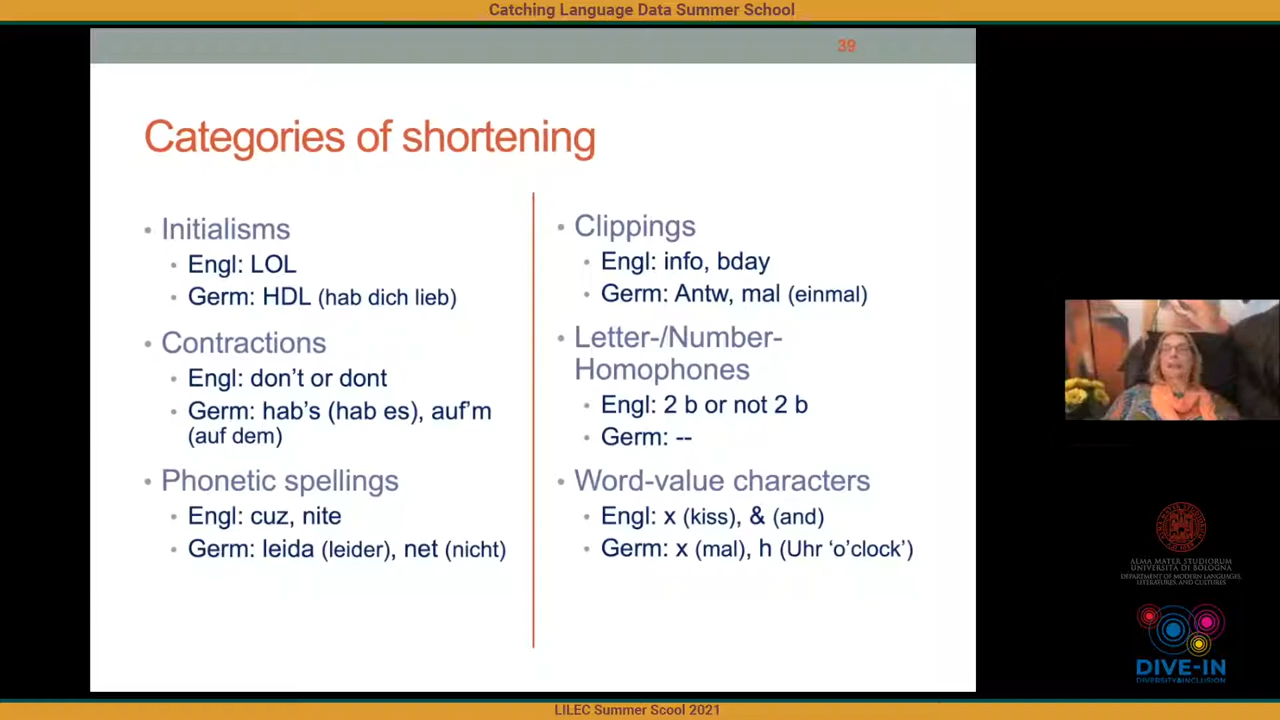 Catching Language Data Summer School
39
Categories of shortening
• Initialisms
• Engl: LOL
• Germ: HDL (hab dich lieb)
• Contractions
• Engl: don't or dont
• Germ: hab's (hab es), auf'm
(auf dem)
• Phonetic spellings
• Engl: cuz, nite
• Germ: leida (leider), net (nicht)
• Clippings
• Engl: info, bday
• Germ: Antw, mal (einmal)
• Letter-/Number-
Homophones
• Engl: 2 b or not 2 b
• Germ: --
• Word-value characters
• Engl: x (kiss), & (and)
• Germ: x (mal), h (Uhr ‘o’clock’)
ALMA MATER STUDIORUM
UNIVERSITÀ DI BOLOGNA
DEPARTMENT OF MODERN LANGUAGES,
LITERATURES, AND CULTURES
DIVE-IN
DIVERSITY&INCLUSION
LILEC Summer Scool 2021